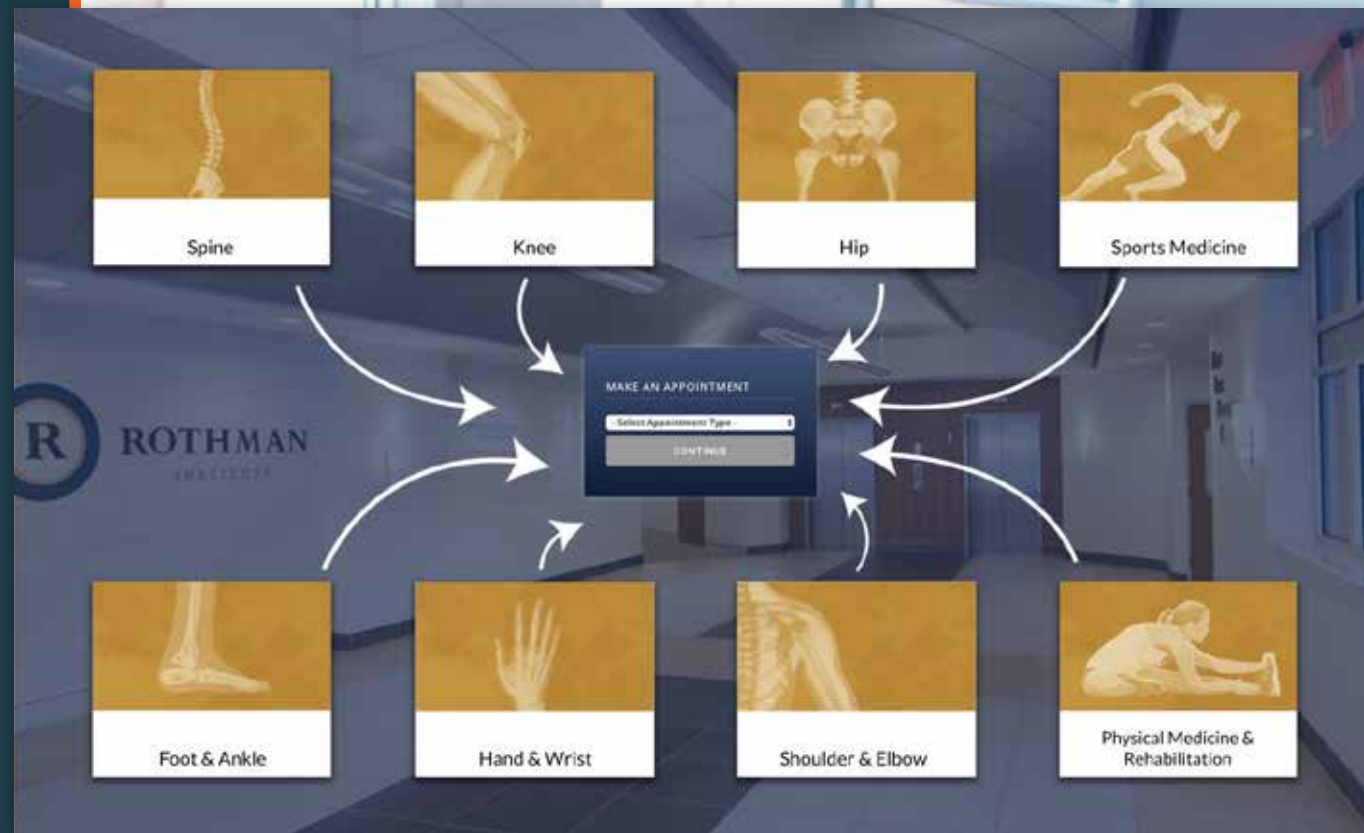 Spine
Knee
Hip
Sports Medicine
MAKE AN APPOINTMENT
- Select Appointment Type -
CONTINUE
R
ROTHMAN
INSTITUTE
Foot & Ankle
Hand & Wrist
Shoulder & Elbow
Physical Medicine &
Rehabilitation